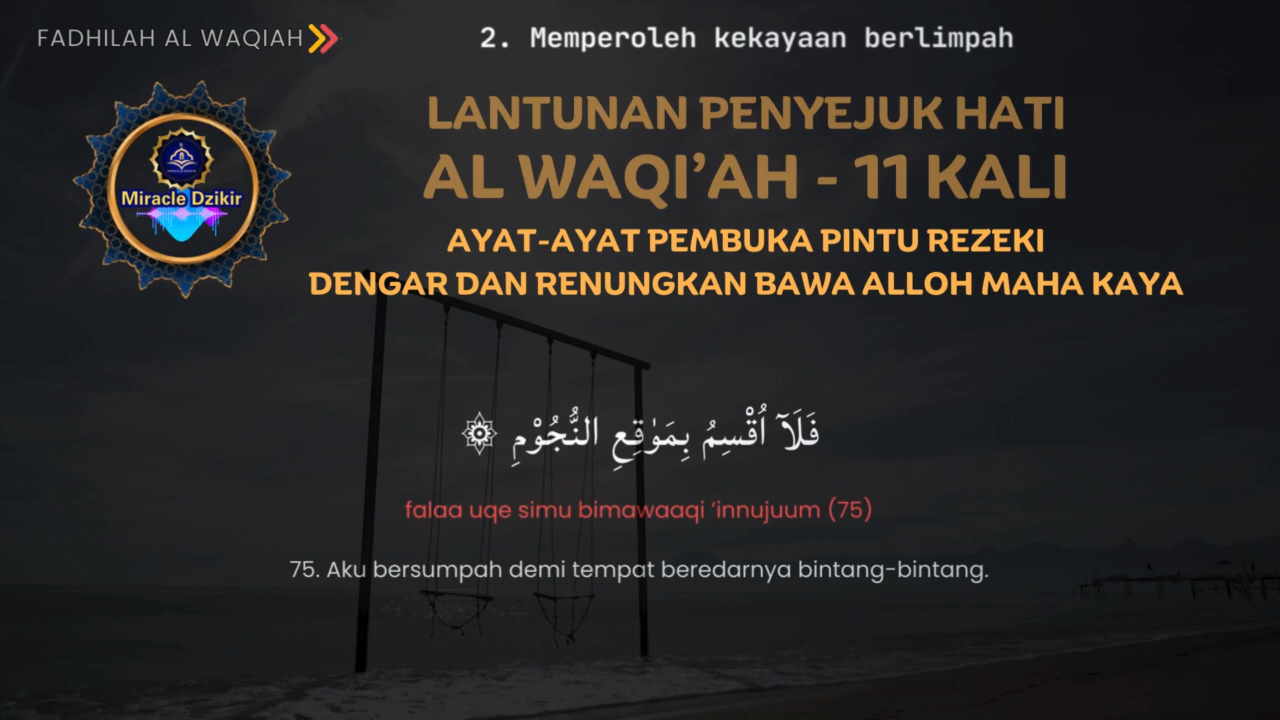 FADHILAH AL WAQIAH
2. Memperoleh kekayaan berlimpah
Miracle Dzikir
LANTUNAN PENYEJUK HATI
AL WAQI’AH - 11 KALI
AYAT-AYAT PEMBUKA PINTU REZEKI
DENGAR DAN RENUNGKAN BAWA ALLOH MAHA KAYA
فَلَآ اُقْسِمُ بِمَوٰقِعِ النُّجُوْمِ ۞
falaa uqe simu bimawaaqi ’innujuum (75)
75. Aku bersumpah demi tempat beredarnya bintang-bintang.